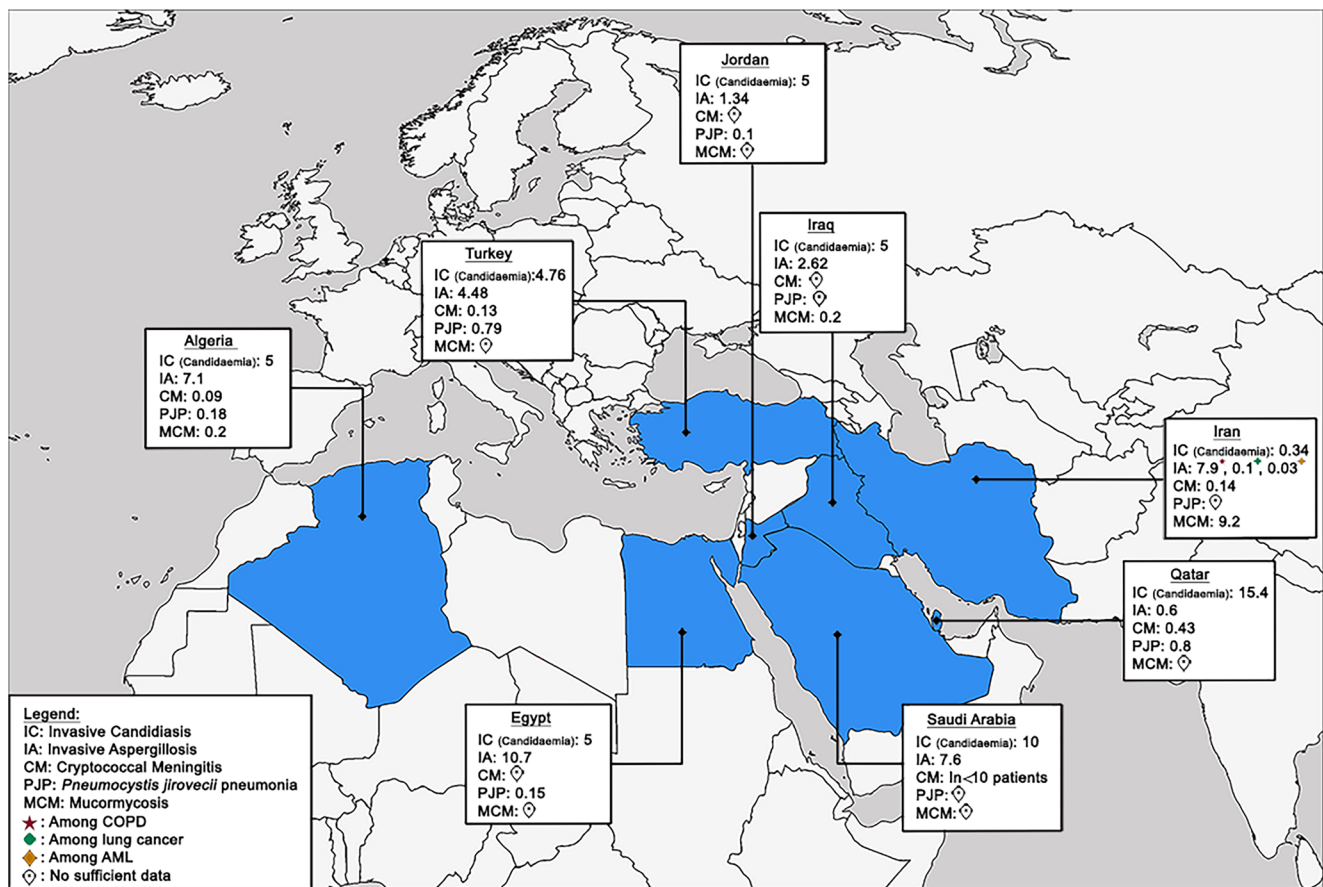 Jordan
IC (Candidaemia): 5
IA: 1.34
CM:
PJP: 0.1
MCM:
Iraq
IC (Candidaemia): 5
IA: 2.62
CM:
PJP:
MCM: 0.2
Turkey
IC (Candidaemia):4.76
IA: 4.48
CM: 0.13
PJP: 0.79
MCM:
Algeria
IC (Candidaemia): 5
IA: 7.1
CM: 0.09
PJP: 0.18
MCM: 0.2
Iran
IC (Candidaemia): 0.34
IA: 7.9*, 0.1, 0.03
CM: 0.14
PJP:
MCM: 9.2
Qatar
IC (Candidaemia): 15.4
IA: 0.6
CM: 0.43
PJP: 0.8
MCM:
Egypt
IC (Candidaemia): 5
IA: 10.7
CM:
PJP: 0.15
MCM:
Saudi Arabia
IC (Candidaemia): 10
IA: 7.6
CM: In<10 patients
PJP:
MCM:
Legend:
IC: Invasive Candidiasis
IA: Invasive Aspergillosis
CM: Cryptococcal Meningitis
PJP: Pneumocystis jirovecii pneumonia
MCM: Mucormycosis
: Among COPD
: Among lung cancer
: Among AML
: No sufficient data